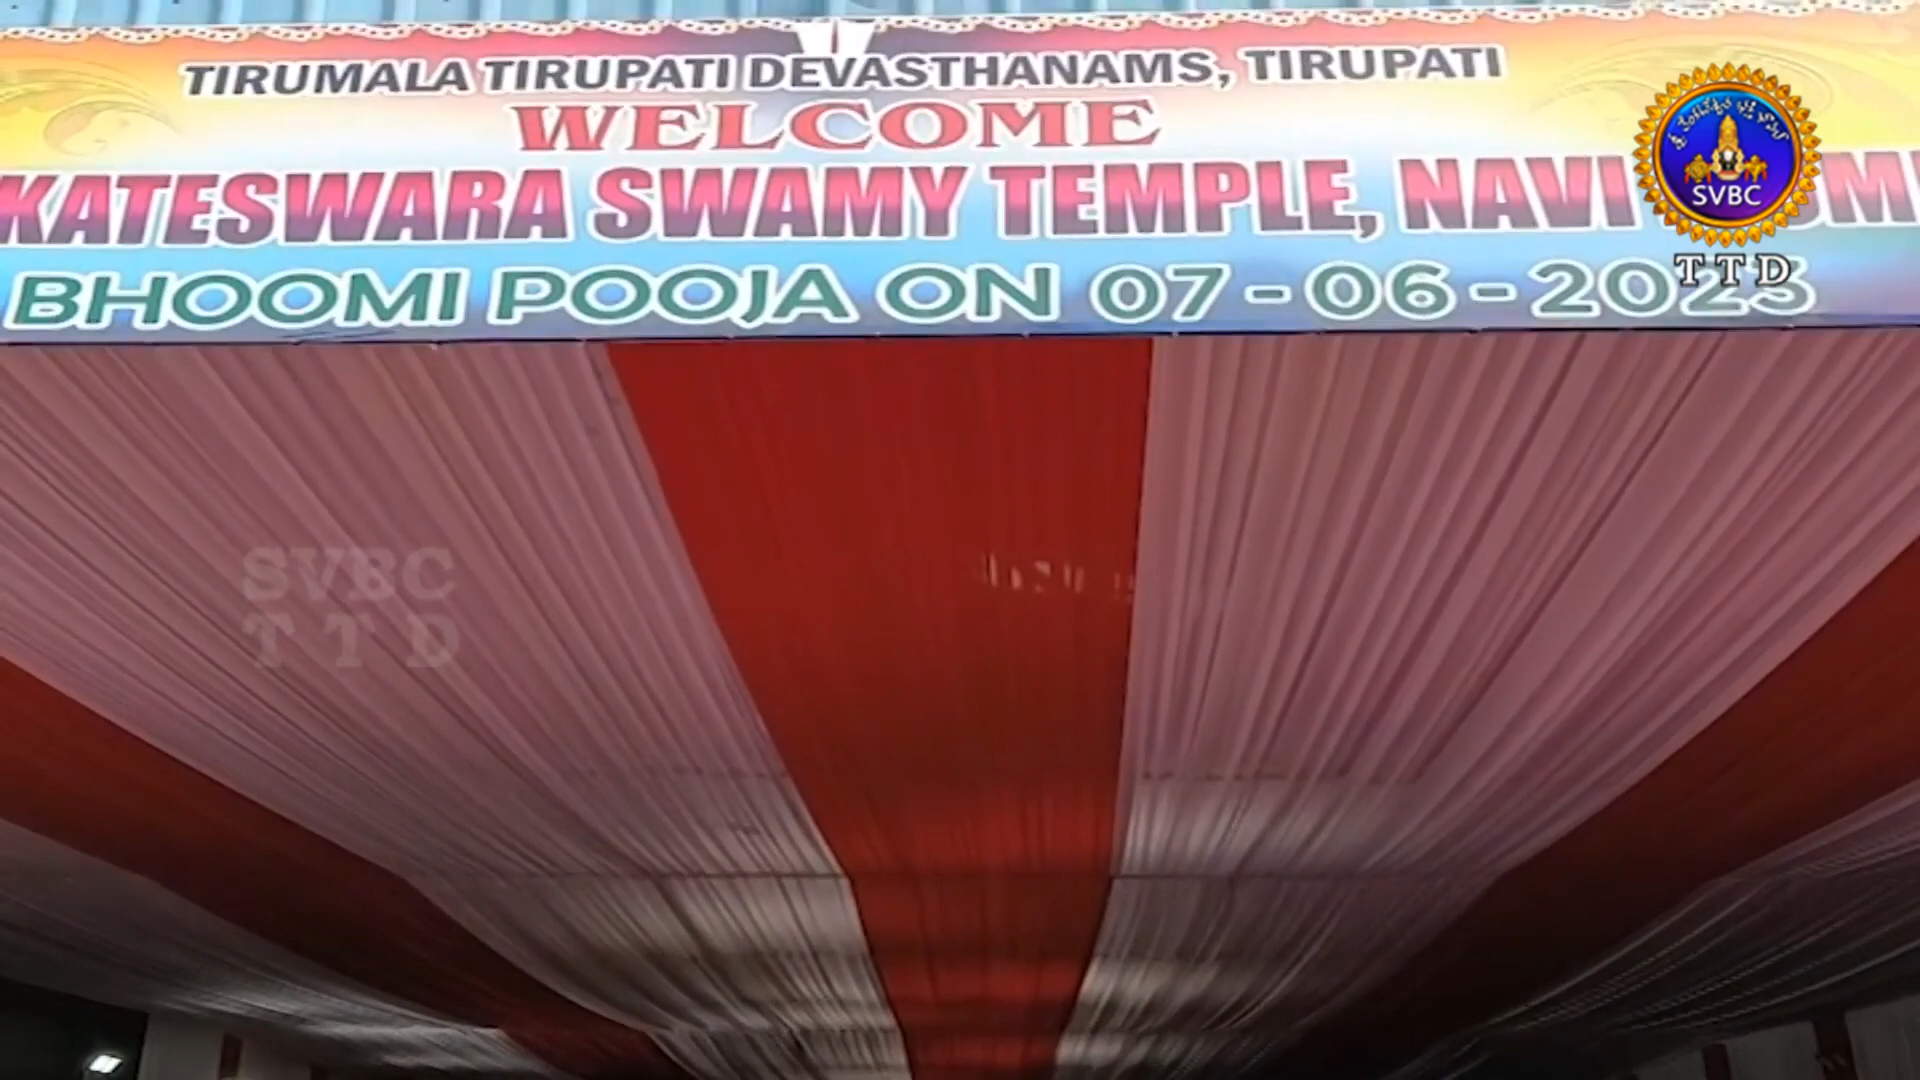 TIRUMALA TIRUPATI DEVASTHANAMS, TIRUPATI
WELCOME
KATESWARA SWAMY TEMPLE, NAVI
BHOOMI POOJA ON 07-06-2023
SVBC
TTD
SVBC
TTD